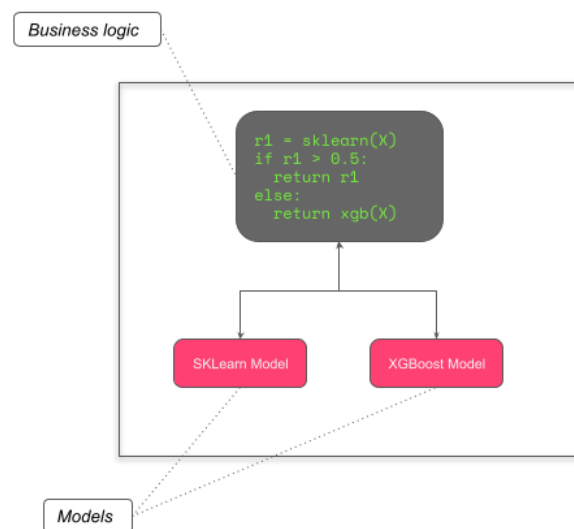 Business logic
r1 = sklearn(X)
if r1 > 0.5:
  return r1
else:
  return xgb(X)
SKLearn Model
XGBoost Model
Models